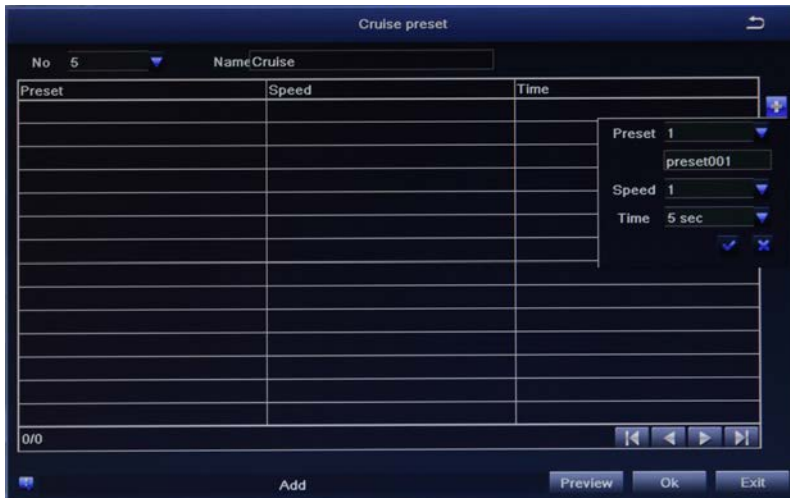 Cruise preset
No 5 Name Cruise
Preset Speed Time
Preset 1
preset001
Speed 1
Time 5 sec
0/0
Add Preview Ok Exit